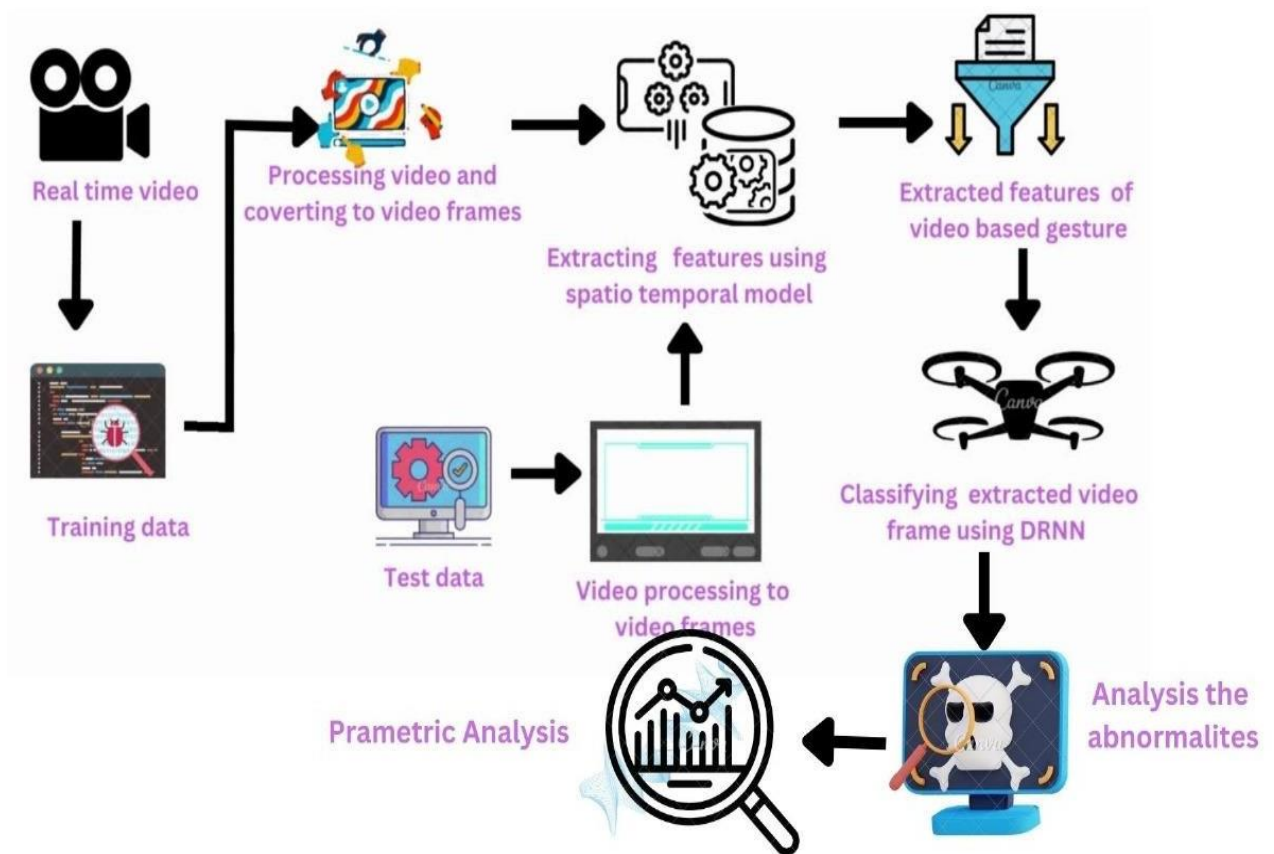 Real time video
Processing video and
coverting to video frames
Extracting features using
spatio temporal model
Canva
Extracted features of
video based gesture
Training data
Test data
Video processing to
video frames
Canva
Classifying extracted video
frame using DRNN
Analysis the
abnormalites
Prametric Analysis